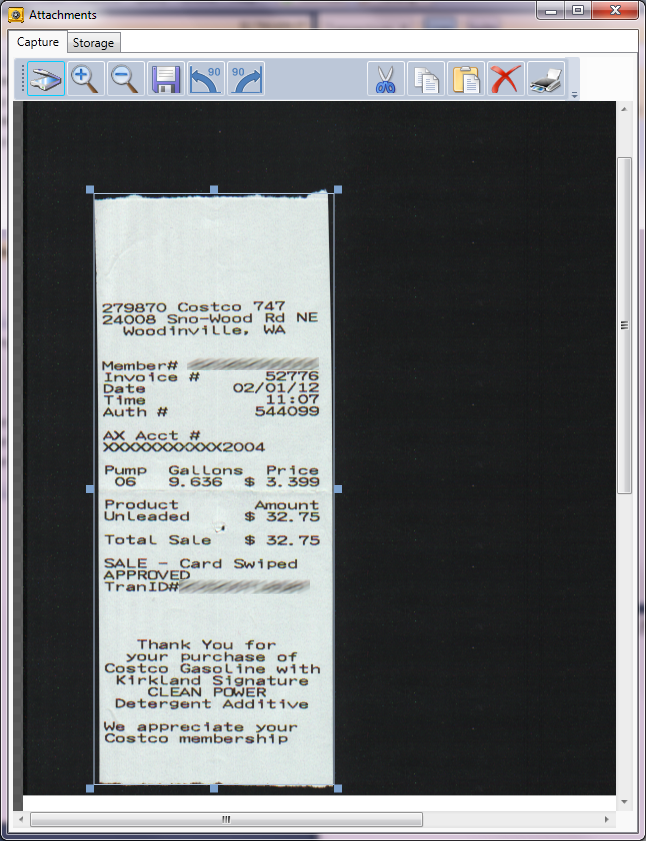 Attachments
Capture Storage
90 90
279870 Costco 747
24008 Sno-Wood Rd NE
Woodinville, WA
Member#
Invoice # 52776
Date 02/01/12
Time 11:07
Auth # 544099
AX Acct #
XXXXXXXXXXX2004
Pump Gallons Price
06 9.636 $ 3.399
Product Amount
Unleaded $ 32.75
Total Sale $ 32.75
SALE - Card Swiped
APPROVED
TranID#
Thank You for
your purchase of
Costco Gasoline with
Kirkland Signature
CLEAN POWER
Detergent Additive
We appreciate your
Costco membership